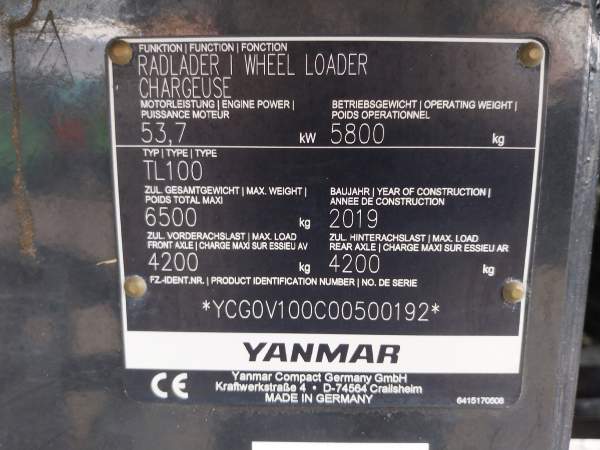 FUNKTION | FUNCTION | FONCTION
RADLADER | WHEEL LOADER
CHARGEUSE
MOTORLEISTUNG | ENGINE POWER |
PUISSANCE MOTEUR
53,7 kW
BETRIEBSGEWICHT | OPERATING WEIGHT |
POIDS OPERATIONNEL
5800 kg
TYP | TYPE | TYPE
TL100
ZUL. GESAMTGEWICHT | MAX. WEIGHT |
POIDS TOTAL MAXI
6500 kg
BAUJAHR | YEAR OF CONSTRUCTION |
ANNEE DE CONSTRUCTION
2019
ZUL. VORDERACHSLAST | MAX. LOAD
FRONT AXLE | CHARGE MAXI SUR ESSIEU AV
4200 kg
ZUL. HINTERACHSLAST | MAX. LOAD
REAR AXLE | CHARGE MAXI SUR ESSIEU AR
4200 kg
FZ.-IDENT.NR. | PRODUCT IDENTIFICATION NUMBER | NO. DE SERIE
*YCG0V100C00500192*
YANMAR
CE
Yanmar Compact Germany GmbH
Kraftwerkstraße 4 • D-74564 Crailsheim
MADE IN GERMANY
6415170508